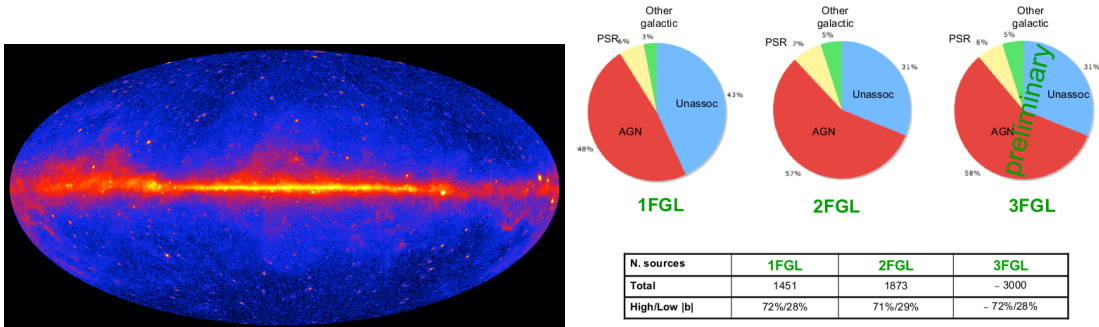 Other
galactic
PSR
6%
3%
43%
Unassoc
AGN
48%
1FGL
Other
galactic
PSR
7%
5%
31%
Unassoc
AGN
57%
2FGL
Other
galactic
PSR
6%
5%
31%
Unassoc
AGN
preliminary
58%
3FGL
N. sources 1FGL 2FGL 3FGL
Total 1451 1873 ~ 3000
High/Low |b| 72%/28% 71%/29% ~ 72%/28%